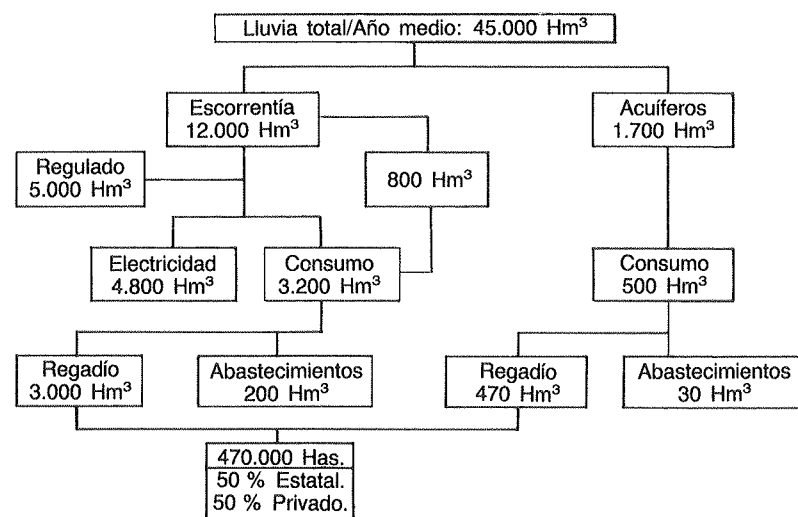 Lluvia total/Año medio: 45.000 Hm³
Escorrentía
12.000 Hm³
Acuíferos
1.700 Hm³
Regulado
5.000 Hm³
800 Hm³
Electricidad
4.800 Hm³
Consumo
3.200 Hm³
Consumo
500 Hm³
Regadío
3.000 Hm³
Abastecimientos
200 Hm³
Regadío
470 Hm³
Abastecimientos
30 Hm³
470.000 Has.
50 % Estatal.
50 % Privado.